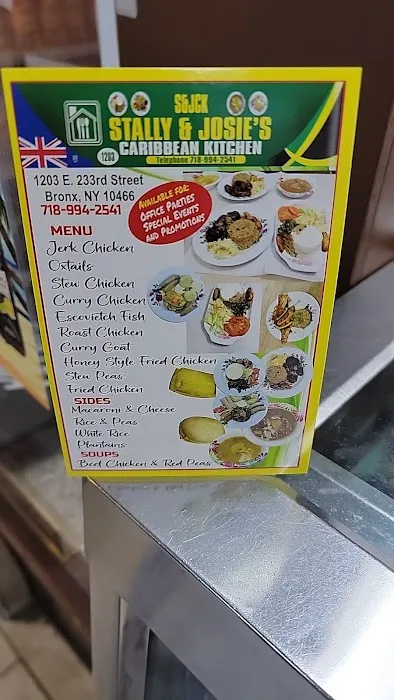 S&JCK
STALLY & JOSIE'S
CARIBBEAN KITCHEN
1203
Telephone 718-994-2541
1203 E. 233rd Street
Bronx, NY 10466
718-994-2541
AVAILABLE FOR:
OFFICE PARTIES
SPECIAL EVENTS
AND PROMOTIONS
MENU
Jerk Chicken
Oxtails
Stew Chicken
Curry Chicken
Escovietch Fish
Roast Chicken
Curry Goat
Honey Style Fried Chicken
Stew Peas
Fried Chicken
SIDES
Macaroni & Cheese
Rice & Peas
White Rice
Plantains
SOUPS
Beef Chicken & Red Peas